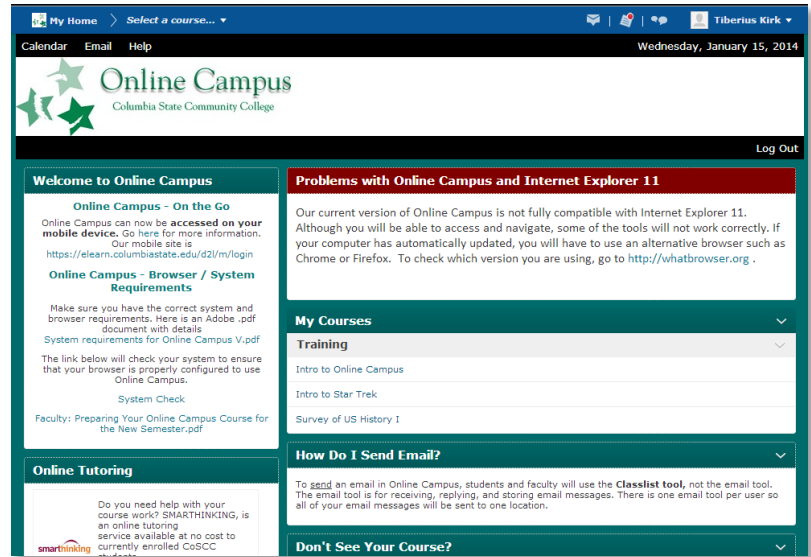 My Home
Select a course...
Tiberius Kirk
Calendar Email Help
Wednesday, January 15, 2014
Online Campus
Columbia State Community College
Log Out
Welcome to Online Campus
Online Campus - On the Go
Online Campus can now be accessed on your
mobile device. Go here for more information.
Our mobile site is
https://elearn.columbiastate.edu/d2l/m/login
Online Campus - Browser / System
Requirements
Make sure you have the correct system and
browser requirements. Here is an Adobe .pdf
document with details
System requirements for Online Campus V.pdf
The link below will check your system to ensure
that your browser is properly configured to use
Online Campus.
System Check
Faculty: Preparing Your Online Campus Course for
the New Semester.pdf
Online Tutoring
Do you need help with your
course work? SMARTHINKING, is
an online tutoring
service available at no cost to
smarthinking
currently enrolled CoSCC
students
Problems with Online Campus and Internet Explorer 11
Our current version of Online Campus is not fully compatible with Internet Explorer 11.
Although you will be able to access and navigate, some of the tools will not work correctly. If
your computer has automatically updated, you will have to use an alternative browser such as
Chrome or Firefox. To check which version you are using, go to http://whatbrowser.org .
My Courses
Training
Intro to Online Campus
Intro to Star Trek
Survey of US History I
How Do I Send Email?
To send an email in Online Campus, students and faculty will use the Classlist tool, not the email tool.
The email tool is for receiving, replying, and storing email messages. There is one email tool per user so
all of your email messages will be sent to one location.
Don't See Your Course?